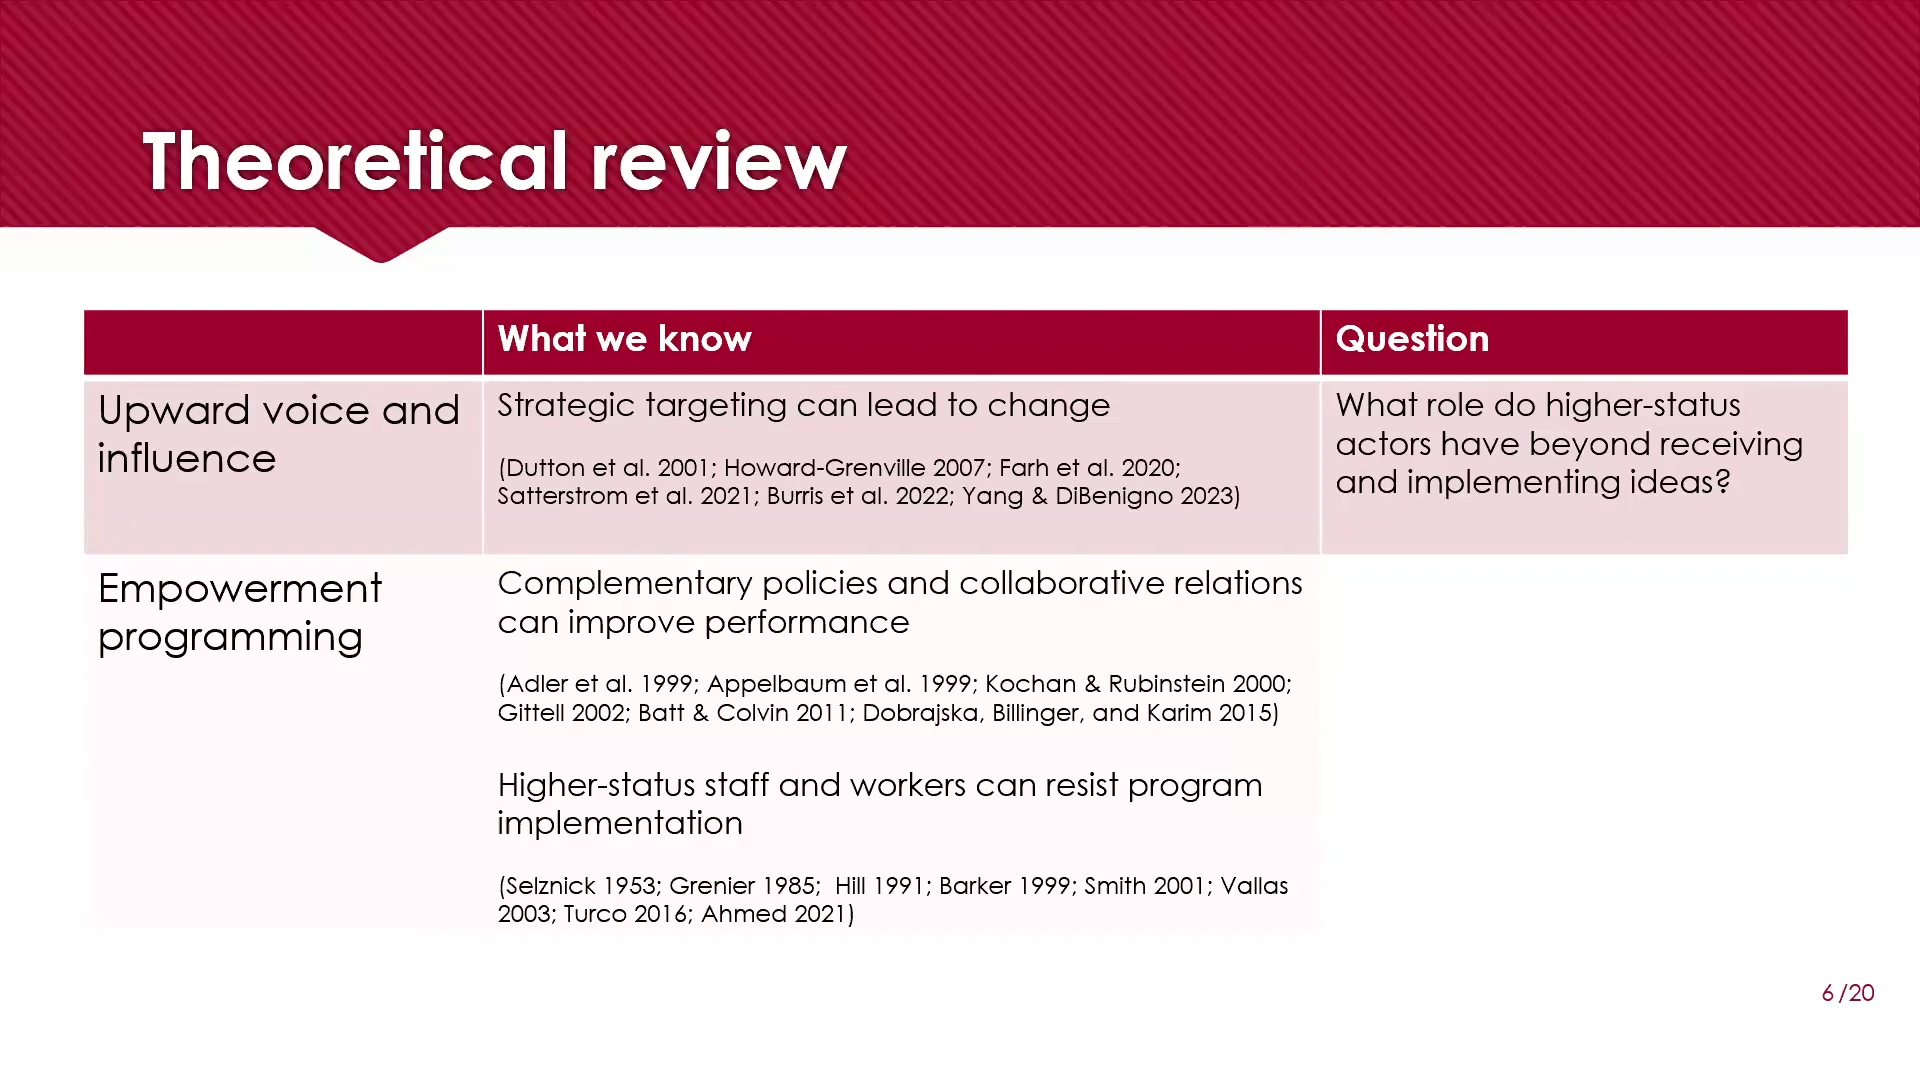 Theoretical review
What we know
Question
Upward voice and
influence
Strategic targeting can lead to change
(Dutton et al. 2001; Howard-Grenville 2007; Farh et al. 2020;
Satterstrom et al. 2021; Burris et al. 2022; Yang & DiBenigno 2023)
What role do higher-status
actors have beyond receiving
and implementing ideas?
Empowerment
programming
Complementary policies and collaborative relations
can improve performance
(Adler et al. 1999; Appelbaum et al. 1999; Kochan & Rubinstein 2000;
Gittell 2002; Batt & Colvin 2011; Dobrajska, Billinger, and Karim 2015)
Higher-status staff and workers can resist program
implementation
(Selznick 1953; Grenier 1985;  Hill 1991; Barker 1999; Smith 2001; Vallas
2003; Turco 2016; Ahmed 2021)
6 /20